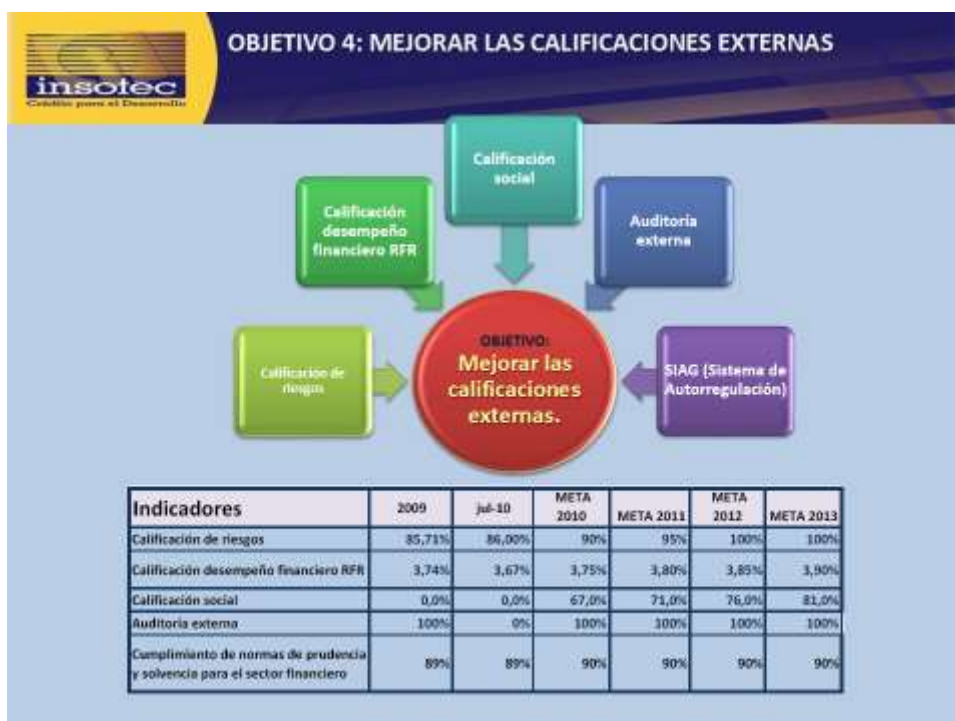 OBJETIVO 4: MEJORAR LAS CALIFICACIONES EXTERNAS
insotec
Crédito para el Desarrollo
Calificación
social
Calificación
desempeño
financiero RFR
Auditoría
externa
Calificación de
riesgos
OBJETIVO:
Mejorar las
calificaciones
externas.
SIAG (Sistema de
Autorregulación)
Indicadores 2009 jul-10 META 2010 META 2011 META 2012 META 2013
Calificación de riesgos 85,71% 86,00% 90% 95% 100% 100%
Calificación desempeño financiero RFR 3,74% 3,67% 3,75% 3,80% 3,85% 3,90%
Calificación social 0,0% 0,0% 67,0% 71,0% 76,0% 81,0%
Auditoría externa 100% 0% 100% 100% 100% 100%
Cumplimiento de normas de prudencia
y solvencia para el sector financiero 89% 89% 90% 90% 90% 90%